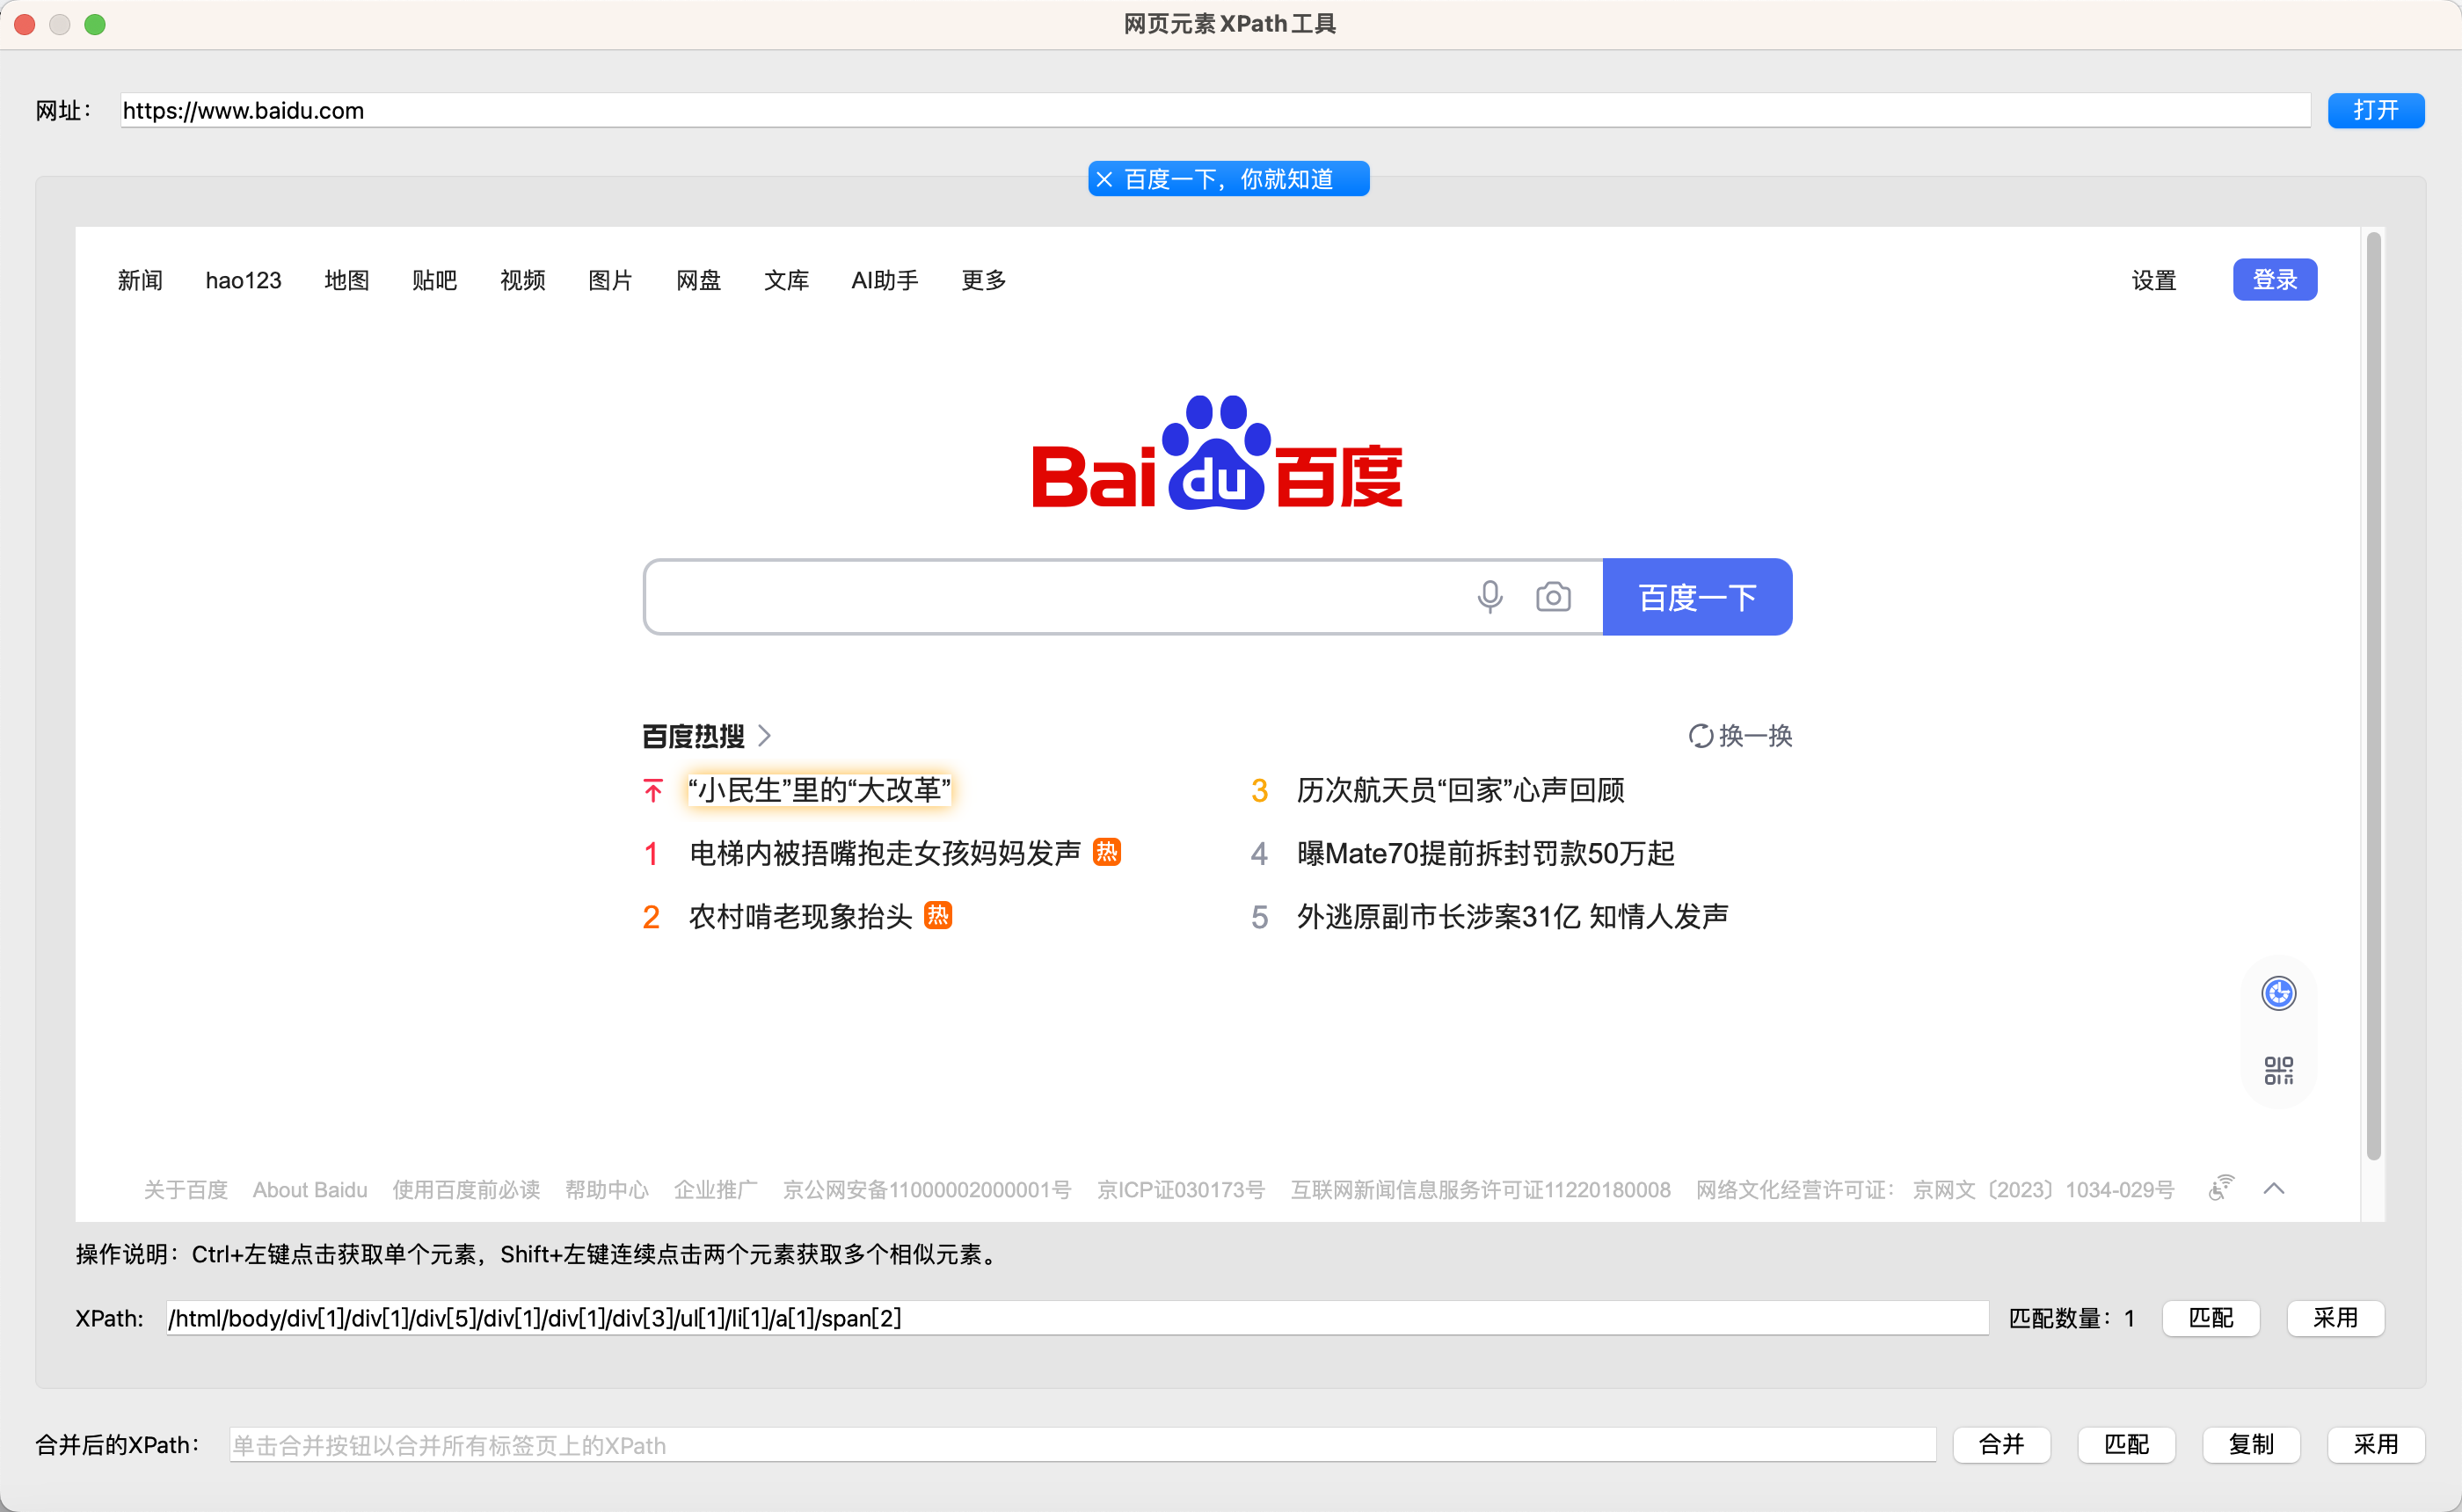 网页元素XPath工具
网址： https://www.baidu.com 打开
百度一下，你就知道
新闻 hao123 地图 贴吧 视频 图片 网盘 文库 AI助手 更多 设置 登录
Bai du 百度
百度一下
百度热搜 换一换
“小民生”里的“大改革” 3 历次航天员“回家”心声回顾
1 电梯内被捂嘴抱走女孩妈妈发声 热 4 曝Mate70提前拆封罚款50万起
2 农村啃老现象抬头 热 5 外逃原副市长涉案31亿 知情人发声
关于百度 About Baidu 使用百度前必读 帮助中心 企业推广 京公网安备11000002000001号 京ICP证030173号 互联网新闻信息服务许可证11220180008 网络文化经营许可证： 京网文〔2023〕1034-029号
操作说明：Ctrl+左键点击获取单个元素，Shift+左键连续点击两个元素获取多个相似元素。
XPath: /html/body/div[1]/div[1]/div[5]/div[1]/div[1]/div[3]/ul[1]/li[1]/a[1]/span[2] 匹配数量：1 匹配 采用
合并后的XPath： 单击合并按钮以合并所有标签页上的XPath 合并 匹配 复制 采用